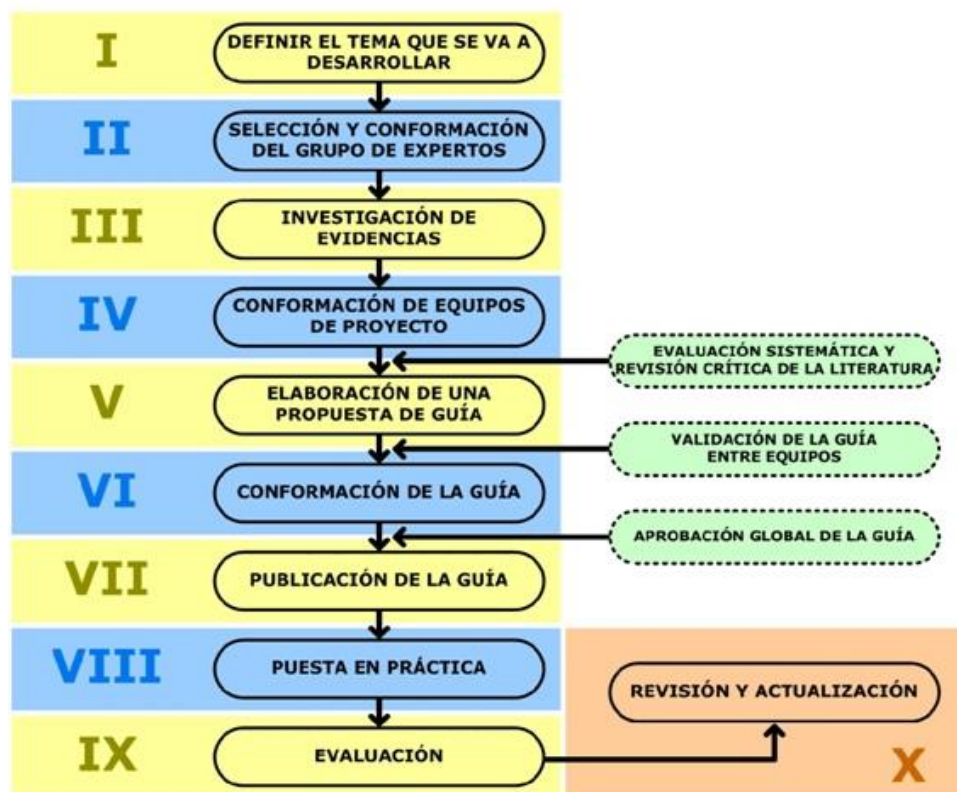 I
DEFINIR EL TEMA QUE SE VA A
DESARROLLAR
II
SELECCIÓN Y CONFORMACIÓN
DEL GRUPO DE EXPERTOS
III
INVESTIGACIÓN DE
EVIDENCIAS
IV
CONFORMACIÓN DE EQUIPOS
DE PROYECTO
EVALUACIÓN SISTEMÁTICA Y
REVISIÓN CRÍTICA DE LA LITERATURA
V
ELABORACIÓN DE UNA
PROPUESTA DE GUÍA
VALIDACIÓN DE LA GUÍA
ENTRE EQUIPOS
VI
CONFORMACIÓN DE LA GUÍA
APROBACIÓN GLOBAL DE LA GUÍA
VII
PUBLICACIÓN DE LA GUÍA
VIII
PUESTA EN PRÁCTICA
IX
EVALUACIÓN
REVISIÓN Y ACTUALIZACIÓN
X